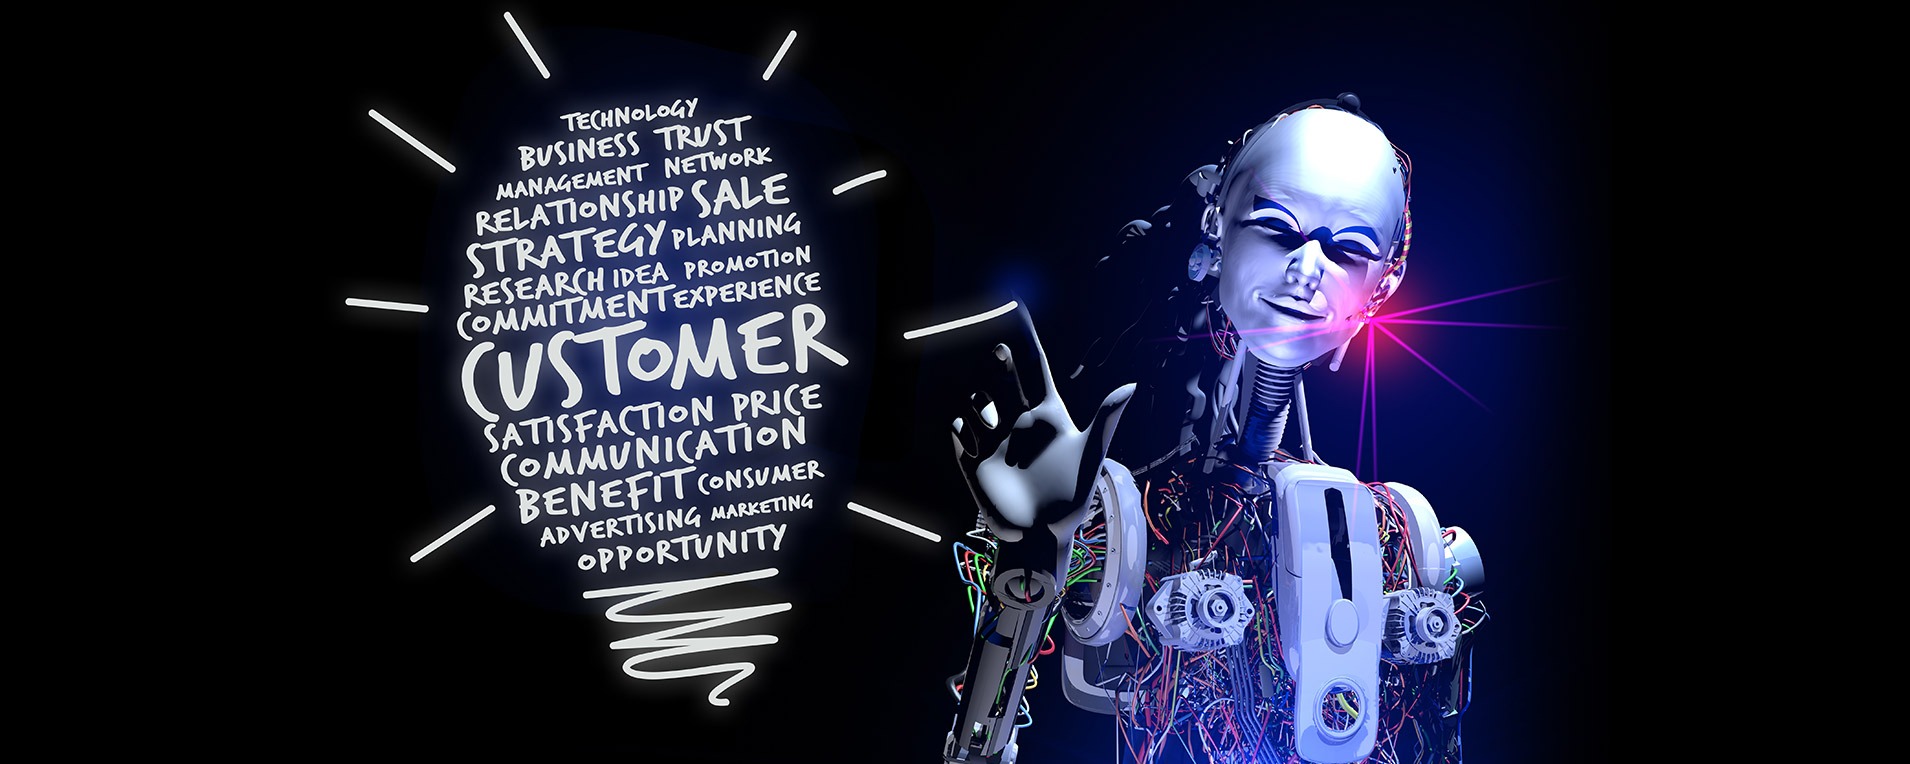 TECHNOLOGY
BUSINESS TRUST
MANAGEMENT NETWORK
RELATIONSHIP SALE
STRATEGY PLANNING
RESEARCH IDEA PROMOTION
COMMITMENT EXPERIENCE
CUSTOMER
SATISFACTION PRICE
COMMUNICATION
BENEFIT CONSUMER
ADVERTISING MARKETING
OPPORTUNITY